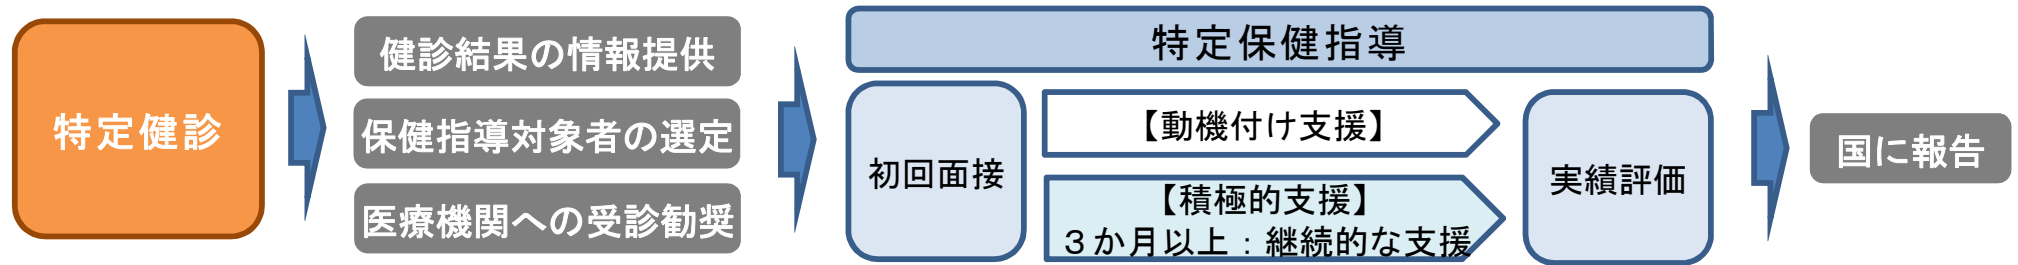 特定健診
健診結果の情報提供
保健指導対象者の選定
医療機関への受診勧奨
特定保健指導
初回面接
【動機付け支援】
【積極的支援】
３か月以上：継続的な支援
実績評価
国に報告